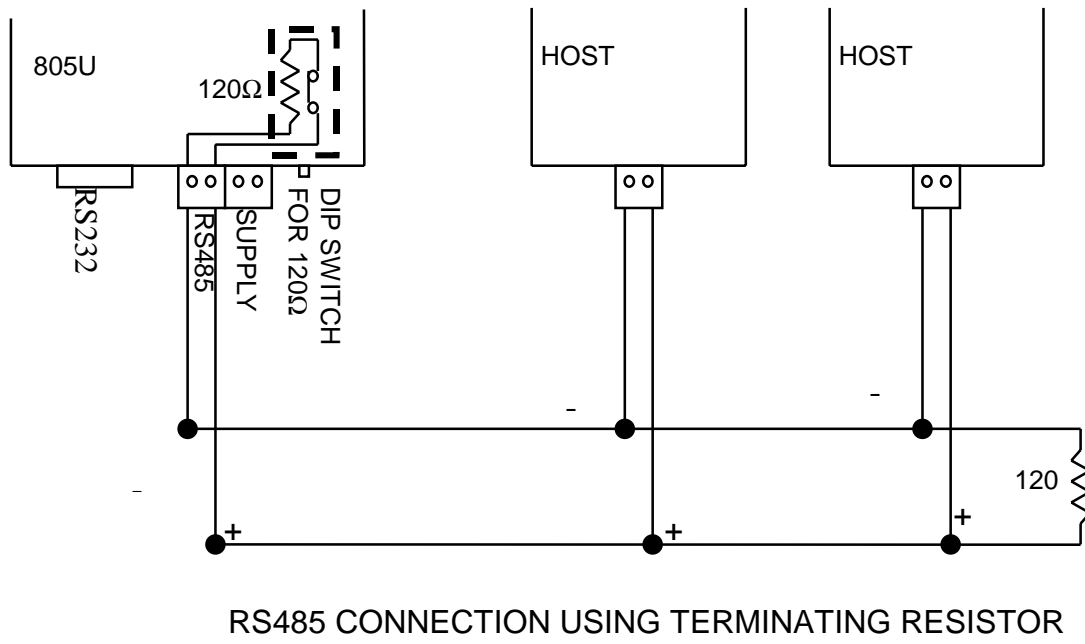 805U
120Ω
HOST
HOST
RS232
RS485
SUPPLY
DIP SWITCH
FOR 120Ω
-
-
-
120
+
+
+
RS485 CONNECTION USING TERMINATING RESISTOR